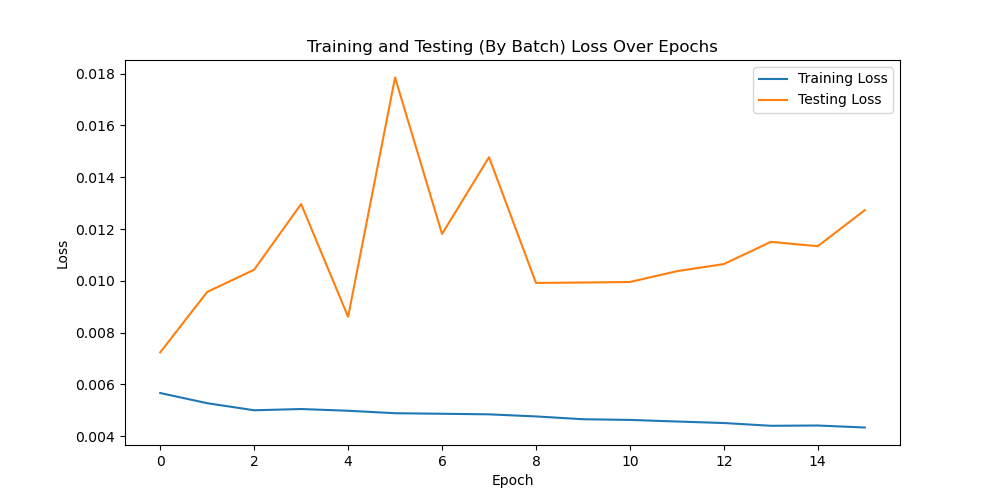 Training and Testing (By Batch) Loss Over Epochs
Training Loss
Testing Loss
0.018
0.016
0.014
0.012
0.010
0.008
0.006
0.004
Loss
0 2 4 6 8 10 12 14
Epoch